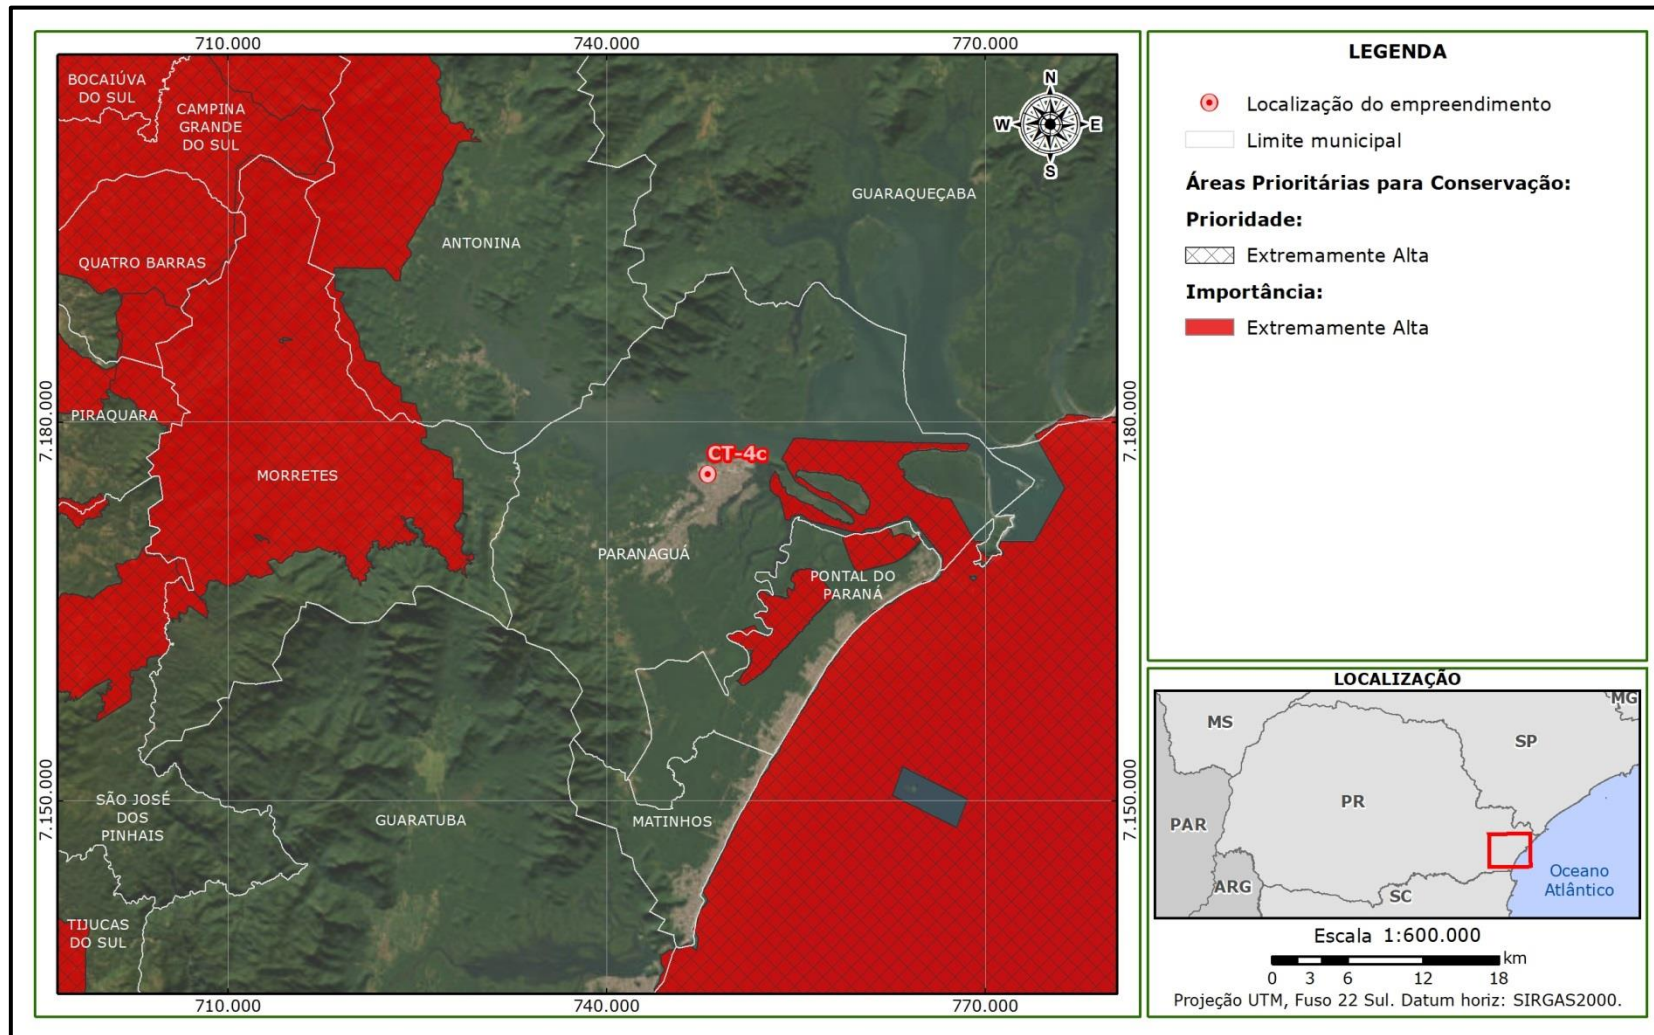 710.000
740.000
770.000
BOCAIÚVA
DO SUL
CAMPINA
GRANDE
DO SUL
N
W
E
S
GUARAQUEÇABA
ANTONINA
QUATRO BARRAS
7.180.000
7.180.000
PIRAQUARA
MORRETES
CT-4c
PARANAGUÁ
PONTAL DO
PARANÁ
7.150.000
7.150.000
SÃO JOSÉ
DOS
PINHAIS
GUARATUBA
MATINHOS
TIJUCAS
DO SUL
710.000
740.000
770.000
LEGENDA
Localização do empreendimento
Limite municipal
Áreas Prioritárias para Conservação:
Prioridade:
Extremamente Alta
Importância:
Extremamente Alta
LOCALIZAÇÃO
MG
MS
SP
PR
PAR
ARG
SC
Oceano
Atlântico
Escala 1:600.000
km
0 3 6 12 18
Projeção UTM, Fuso 22 Sul. Datum horiz: SIRGAS2000.